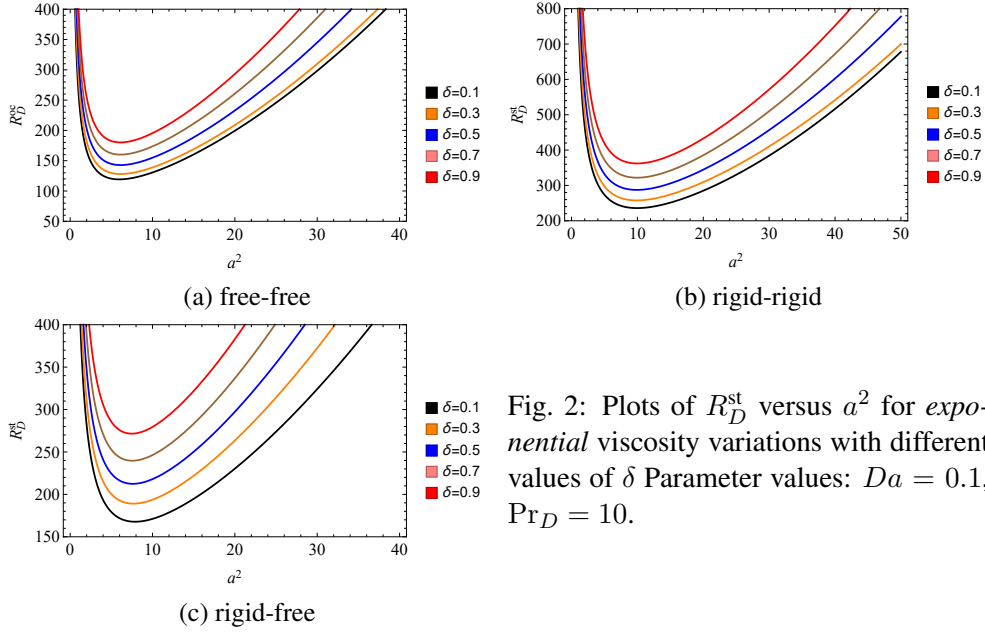 400
350
300
250
200
150
100
50
R_D^oc
0 10 20 30 40
a²
δ=0.1
δ=0.3
δ=0.5
δ=0.7
δ=0.9
(a) free-free
800
700
600
500
400
300
200
R_D^st
0 10 20 30 40 50
a²
δ=0.1
δ=0.3
δ=0.5
δ=0.7
δ=0.9
(b) rigid-rigid
400
350
300
250
200
150
R_D^st
0 10 20 30 40
a²
δ=0.1
δ=0.3
δ=0.5
δ=0.7
δ=0.9
(c) rigid-free
Fig. 2: Plots of R_D^st versus a² for expo-
nential viscosity variations with different
values of δ Parameter values: Da = 0.1,
Pr_D = 10.